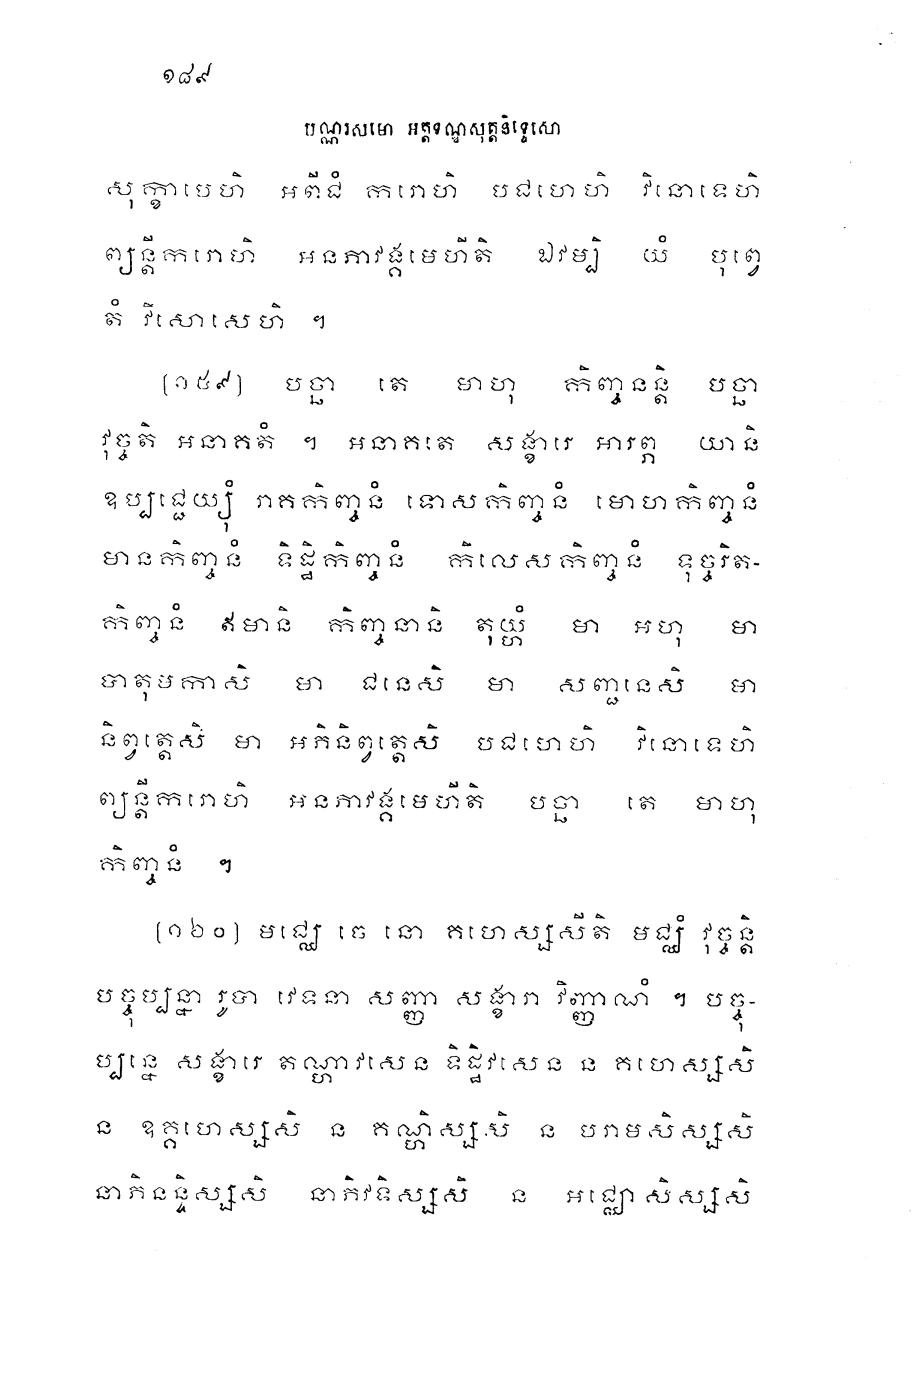 ១៨៩
បណ្ណរសមោ អត្តទណ្ឌសុត្តនិទ្ទេសោ
សុក្ខាបេហិ អពីជំ ករោហិ បជហេហិ វិនោទេហិ
ព្យន្តីករោហិ អនភាវង្គមេហីតិ ឯវម្បិ យំ បុព្វេ
តំ វិសោសេហិ ។
(១៥៩) បច្ឆា តេ មាហុ កិញ្ចនន្តិ បច្ឆា
វុច្ចតិ អនាគតំ ។ អនាគតេ សង្ខារេ អារព្ភ យានិ
ឧប្បជ្ជេយ្យុំ រាគកិញ្ចនំ ទោសកិញ្ចនំ មោហកិញ្ចនំ
មានកិញ្ចនំ ទិដ្ឋិកិញ្ចនំ កិលេសកិញ្ចនំ ទុច្ចរិត-
កិញ្ចនំ ឥមានិ កិញ្ចនានិ តុយ្ហំ មា អហុ មា
បាតុមកាសិ មា ជនេសិ មា សញ្ជនេសិ មា
និព្វត្តេសិ មា អភិនិព្វត្តេសិ បជហេហិ វិនោទេហិ
ព្យន្តីករោហិ អនភាវង្គមេហីតិ បច្ឆា តេ មាហុ
កិញ្ចនំ ។
(១៦០) មជ្ឈេ ចេ នោ គហេស្សសីតិ មជ្ឈំ វុច្ចន្តិ
បច្ចុប្បន្នា រូបា វេទនា សញ្ញា សង្ខារា វិញ្ញាណំ ។ បច្ចុ-
ប្បន្នេ សង្ខារេ តណ្ហាវសេន ទិដ្ឋិវសេន ន គហេស្សសិ
ន ឧគ្គហេស្សសិ ន គណ្ហិស្សសិ ន បរាមសិស្សសិ
នាភិនន្ទិស្សសិ នាភិវទិស្សសិ ន អជ្ឈោសិស្សសិ